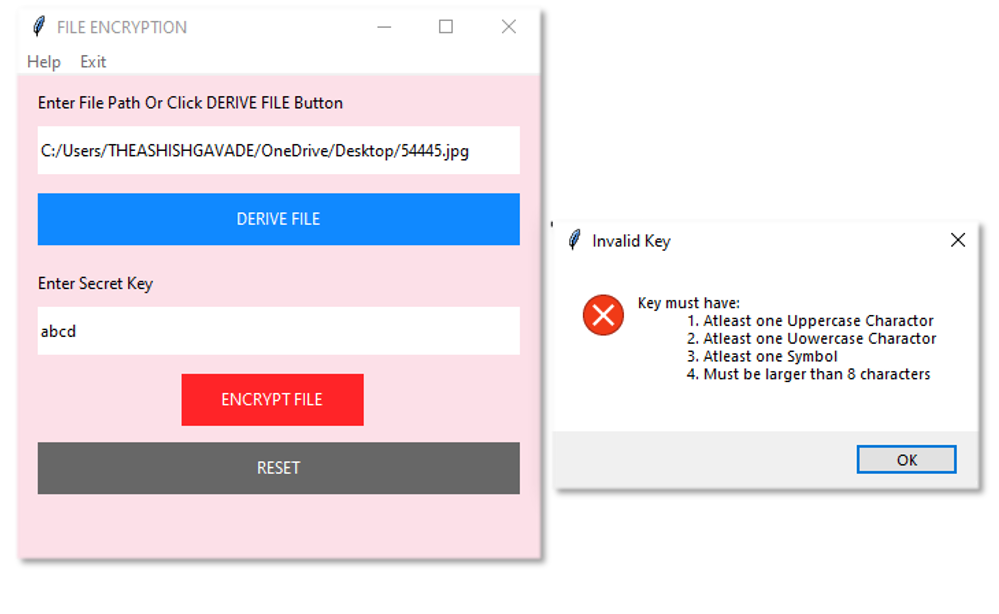 FILE ENCRYPTION
Help Exit
Enter File Path Or Click DERIVE FILE Button
C:/Users/THEASHISHGAVADE/OneDrive/Desktop/54445.jpg
DERIVE FILE
Enter Secret Key
abcd
ENCRYPT FILE
RESET
Invalid Key
Key must have:
1. Atleast one Uppercase Charactor
2. Atleast one Uowercase Charactor
3. Atleast one Symbol
4. Must be larger than 8 characters
OK